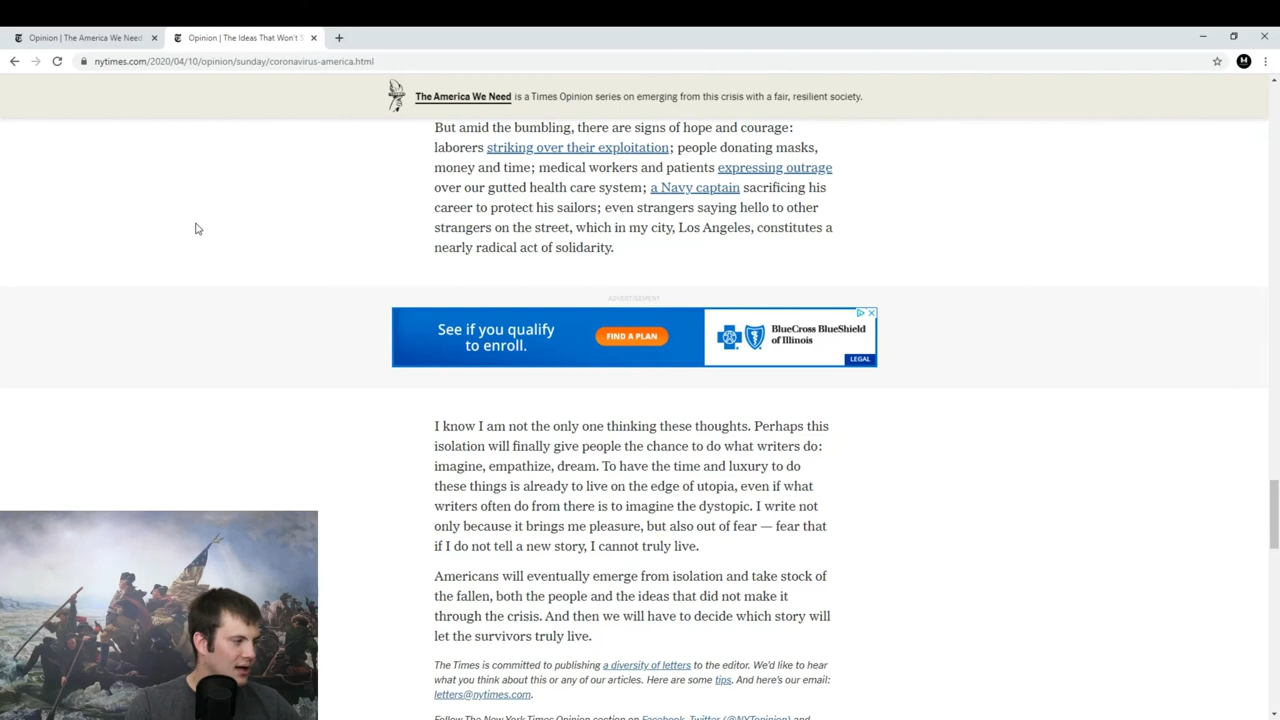 Opinion | The America We Need
Opinion | The Ideas That Won't S
nytimes.com/2020/04/10/opinion/sunday/coronavirus-america.html
The America We Need is a Times Opinion series on emerging from this crisis with a fair, resilient society.
But amid the bumbling, there are signs of hope and courage:
laborers striking over their exploitation; people donating masks,
money and time; medical workers and patients expressing outrage
over our gutted health care system; a Navy captain sacrificing his
career to protect his sailors; even strangers saying hello to other
strangers on the street, which in my city, Los Angeles, constitutes a
nearly radical act of solidarity.
ADVERTISEMENT
See if you qualify
to enroll.
FIND A PLAN
BlueCross BlueShield
of Illinois
LEGAL
I know I am not the only one thinking these thoughts. Perhaps this
isolation will finally give people the chance to do what writers do:
imagine, empathize, dream. To have the time and luxury to do
these things is already to live on the edge of utopia, even if what
writers often do from there is to imagine the dystopic. I write not
only because it brings me pleasure, but also out of fear — fear that
if I do not tell a new story, I cannot truly live.
Americans will eventually emerge from isolation and take stock of
the fallen, both the people and the ideas that did not make it
through the crisis. And then we will have to decide which story will
let the survivors truly live.
The Times is committed to publishing a diversity of letters to the editor. We'd like to hear
what you think about this or any of our articles. Here are some tips. And here's our email:
letters@nytimes.com.
Follow The New York Times Opinion section on Facebook, Twitter (@NYTopinion) and